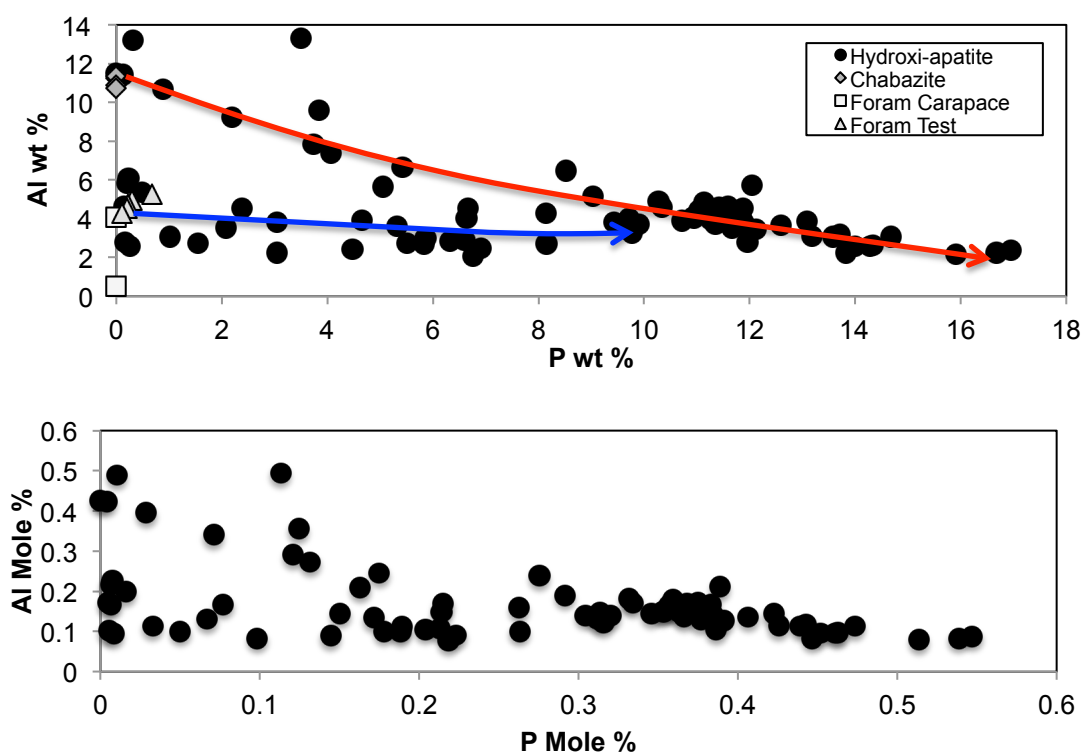 14
12
10
8
6
4
2
0
Al wt %
Hydroxi-apatite
Chabazite
Foram Carapace
Foram Test
0 2 4 6 8 10 12 14 16 18
P wt %
0.6
0.5
0.4
0.3
0.2
0.1
0
Al Mole %
0 0.1 0.2 0.3 0.4 0.5 0.6
P Mole %